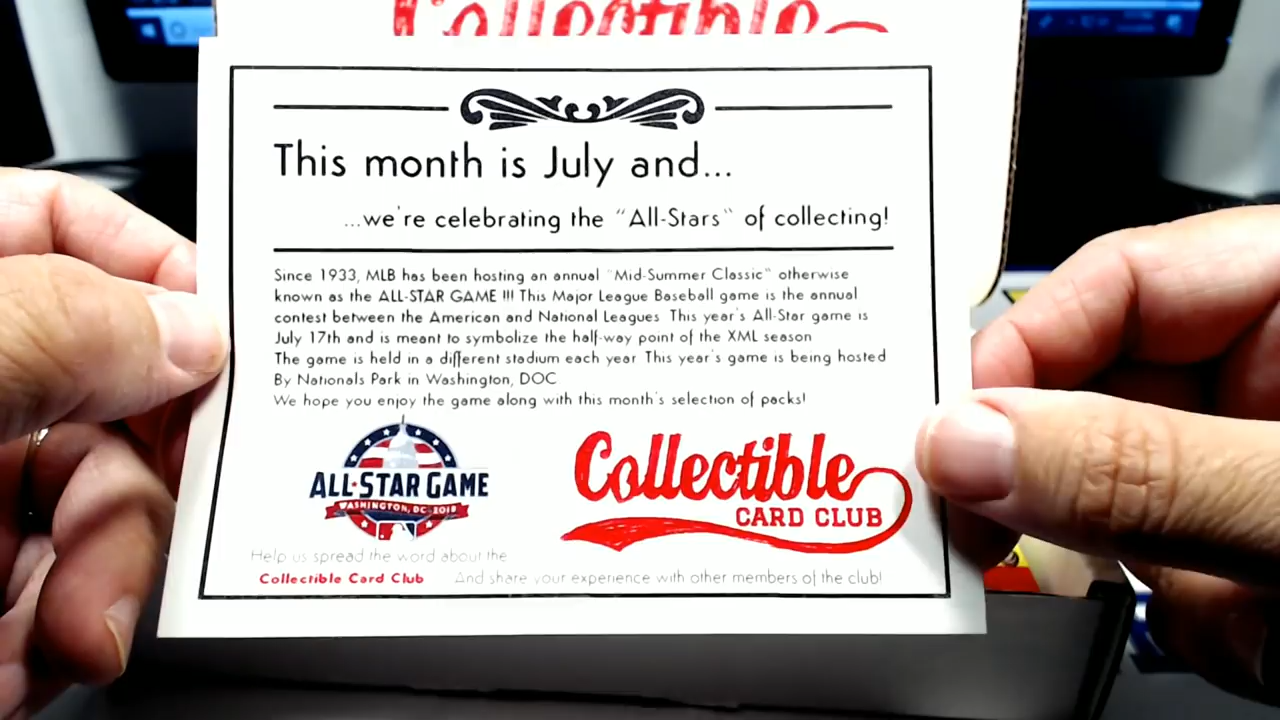 Collectible
This month is July and...
...we're celebrating the "All-Stars" of collecting!
Since 1933, MLB has been hosting an annual "Mid-Summer Classic" otherwise
known as the ALL-STAR GAME !!! This Major League Baseball game is the annual
contest between the American and National Leagues. This year's All-Star game is
July 17th and is meant to symbolize the half-way point of the XML season
The game is held in a different stadium each year. This year's game is being hosted
By Nationals Park in Washington, DOC
We hope you enjoy the game along with this month's selection of packs!
ALL-STAR GAME
WASHINGTON, DC-2018
Collectible
CARD CLUB
Help us spread the word about the
Collectible Card Club And share your experience with other members of the club!